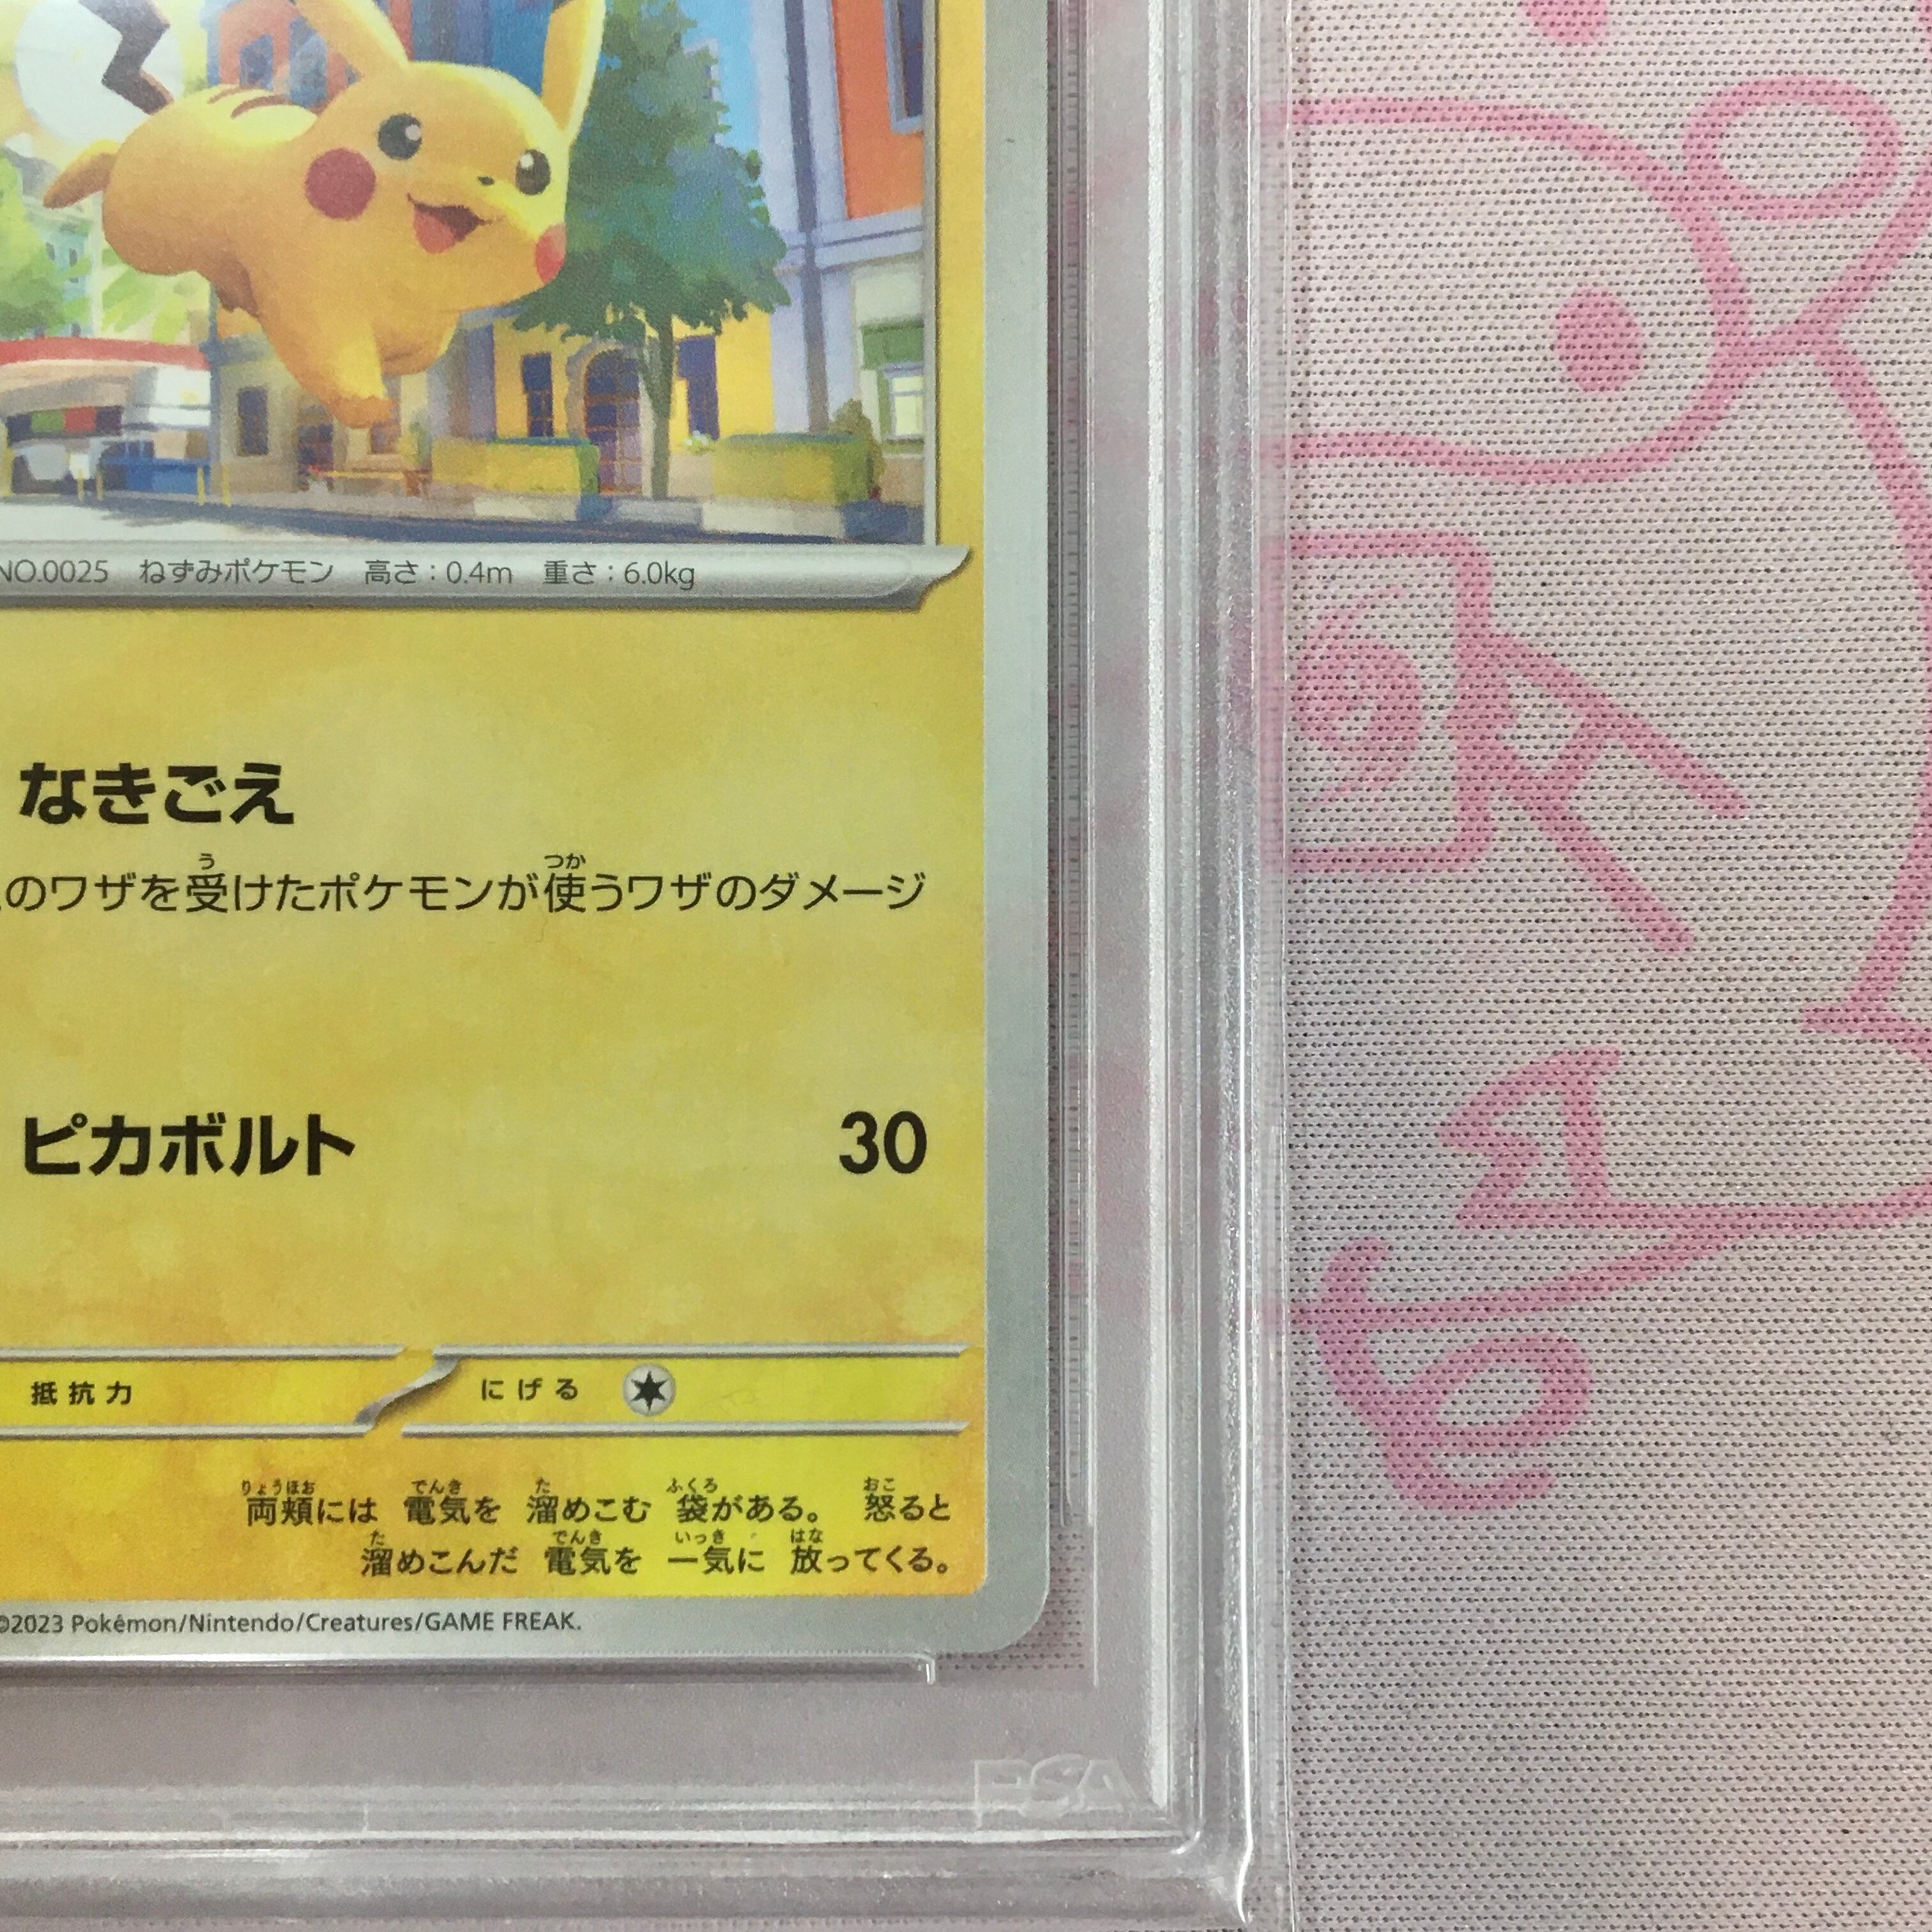 NO.0025 ねずみポケモン 高さ:0.4m 重さ:6.0kg
なきごえ
のワザを受けたポケモンが使うワザのダメージ
ピカボルト 30
抵抗力 にげる
両頬には 電気を 溜めこむ 袋がある。 怒ると
溜めこんだ 電気を 一気に 放ってくる。
©2023 Pokémon/Nintendo/Creatures/GAME FREAK.
PSA